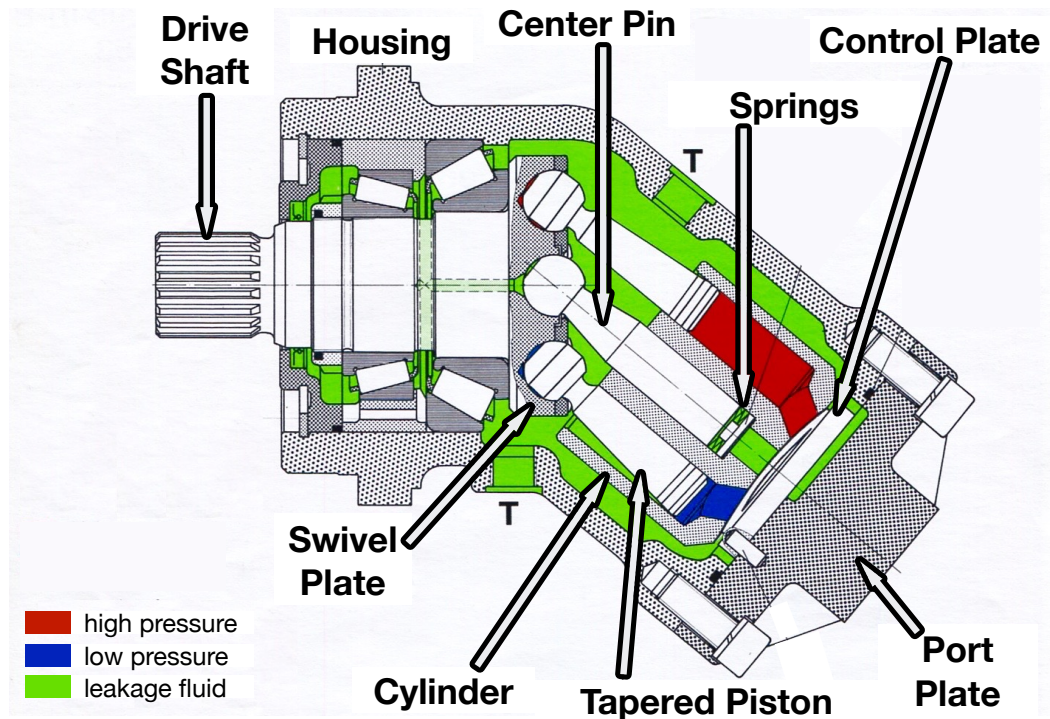 Drive
Shaft
Housing
Center Pin
Control Plate
Springs
T
T
Swivel
Plate
high pressure
low pressure
leakage fluid
Cylinder
Tapered Piston
Port
Plate